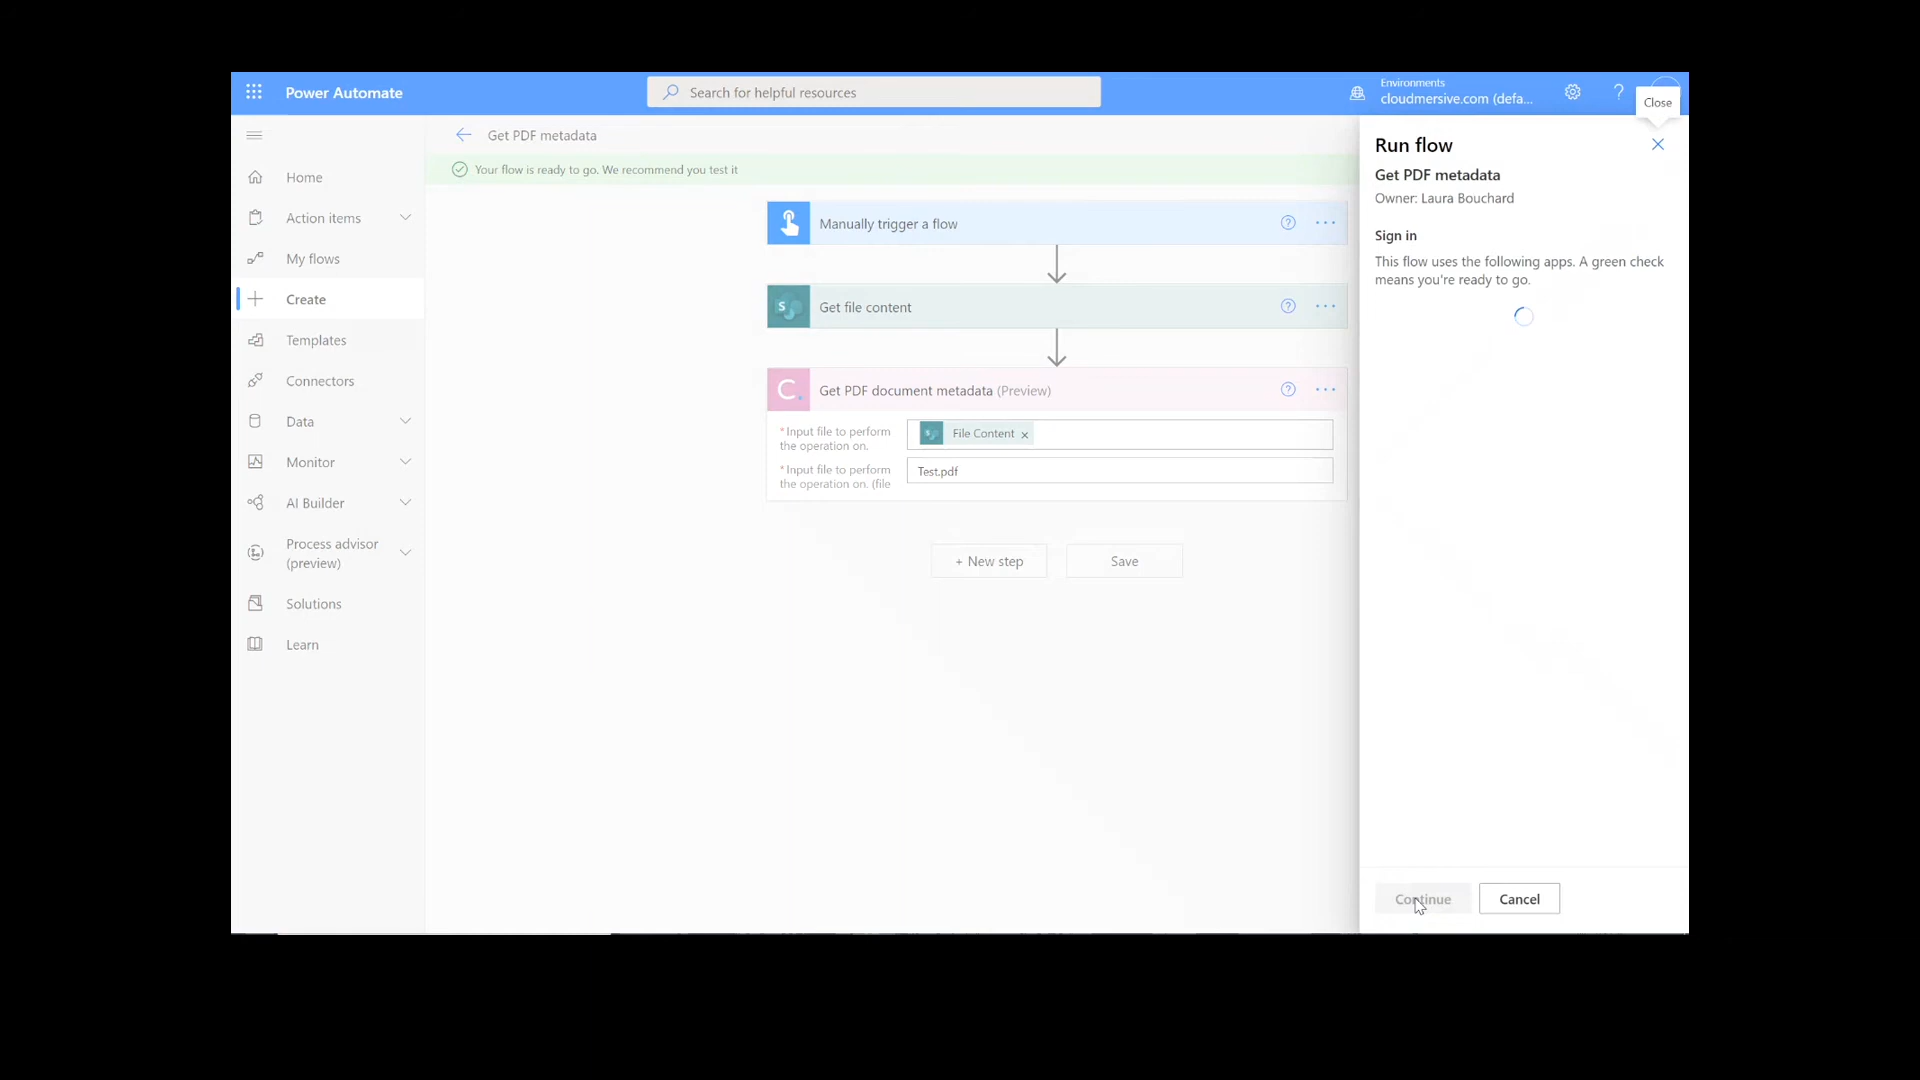 Power Automate
Search for helpful resources
Environments
cloudmersive.com (defa...
?
Close
Get PDF metadata
Your flow is ready to go. We recommend you test it
Home
Action items
My flows
Create
Templates
Connectors
Data
Monitor
AI Builder
Process advisor
(preview)
Solutions
Learn
Manually trigger a flow
Get file content
Get PDF document metadata (Preview)
*Input file to perform
the operation on.
File Content ×
*Input file to perform
the operation on. (file
Test.pdf
+ New step
Save
Run flow
Get PDF metadata
Owner: Laura Bouchard
Sign in
This flow uses the following apps. A green check
means you're ready to go.
Continue
Cancel